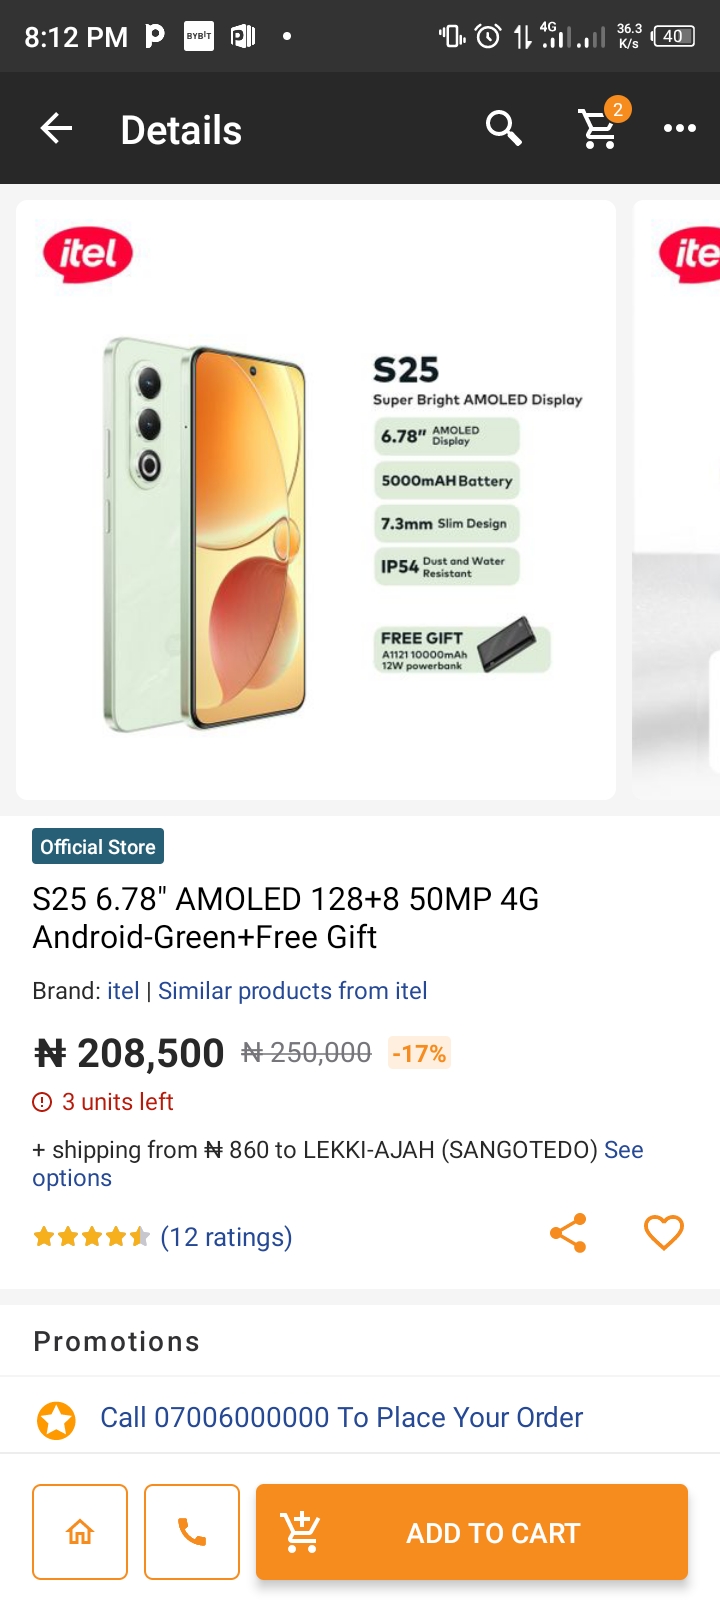 8:12 PM
BYBIT
4G
36.3
K/s
40
Details
2
itel
ite
S25
Super Bright AMOLED Display
6.78" AMOLED
Display
5000mAH Battery
7.3mm Slim Design
IP54 Dust and Water
Resistant
FREE GIFT
A1121 10000mAh
12W powerbank
Official Store
S25 6.78" AMOLED 128+8 50MP 4G
Android-Green+Free Gift
Brand: itel | Similar products from itel
₦ 208,500 ₦ 250,000 -17%
3 units left
+ shipping from ₦ 860 to LEKKI-AJAH (SANGOTEDO) See
options
(12 ratings)
Promotions
Call 07006000000 To Place Your Order
ADD TO CART